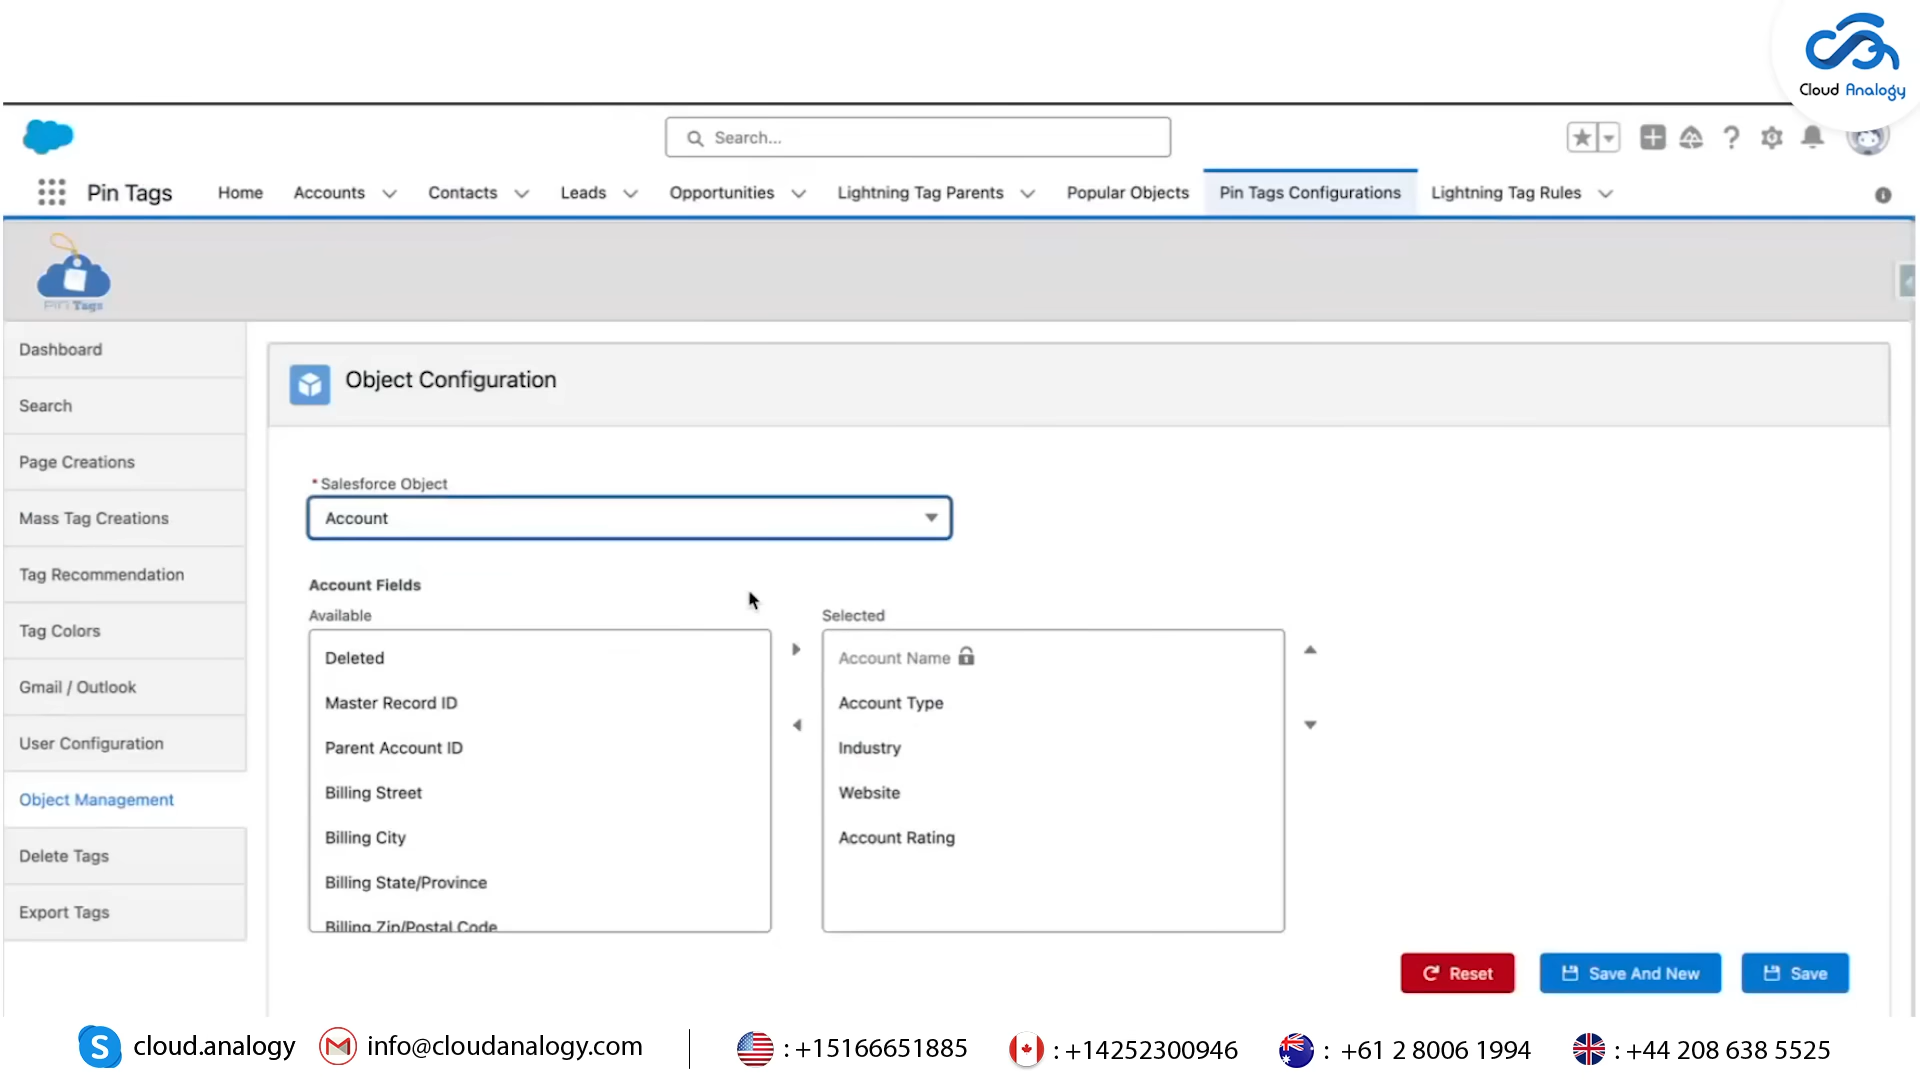 Cloud Analogy
Search...
Pin Tags
Home
Accounts
Contacts
Leads
Opportunities
Lightning Tag Parents
Popular Objects
Pin Tags Configurations
Lightning Tag Rules
Pin Tags
Dashboard
Search
Page Creations
Mass Tag Creations
Tag Recommendation
Tag Colors
Gmail / Outlook
User Configuration
Object Management
Delete Tags
Export Tags
Object Configuration
* Salesforce Object
Account
Account Fields
Available
Deleted
Master Record ID
Parent Account ID
Billing Street
Billing City
Billing State/Province
Billing Zip/Postal Code
Selected
Account Name
Account Type
Industry
Website
Account Rating
Reset
Save And New
Save
cloud.analogy
info@cloudanalogy.com
: +15166651885
: +14252300946
: +61 2 8006 1994
: +44 208 638 5525